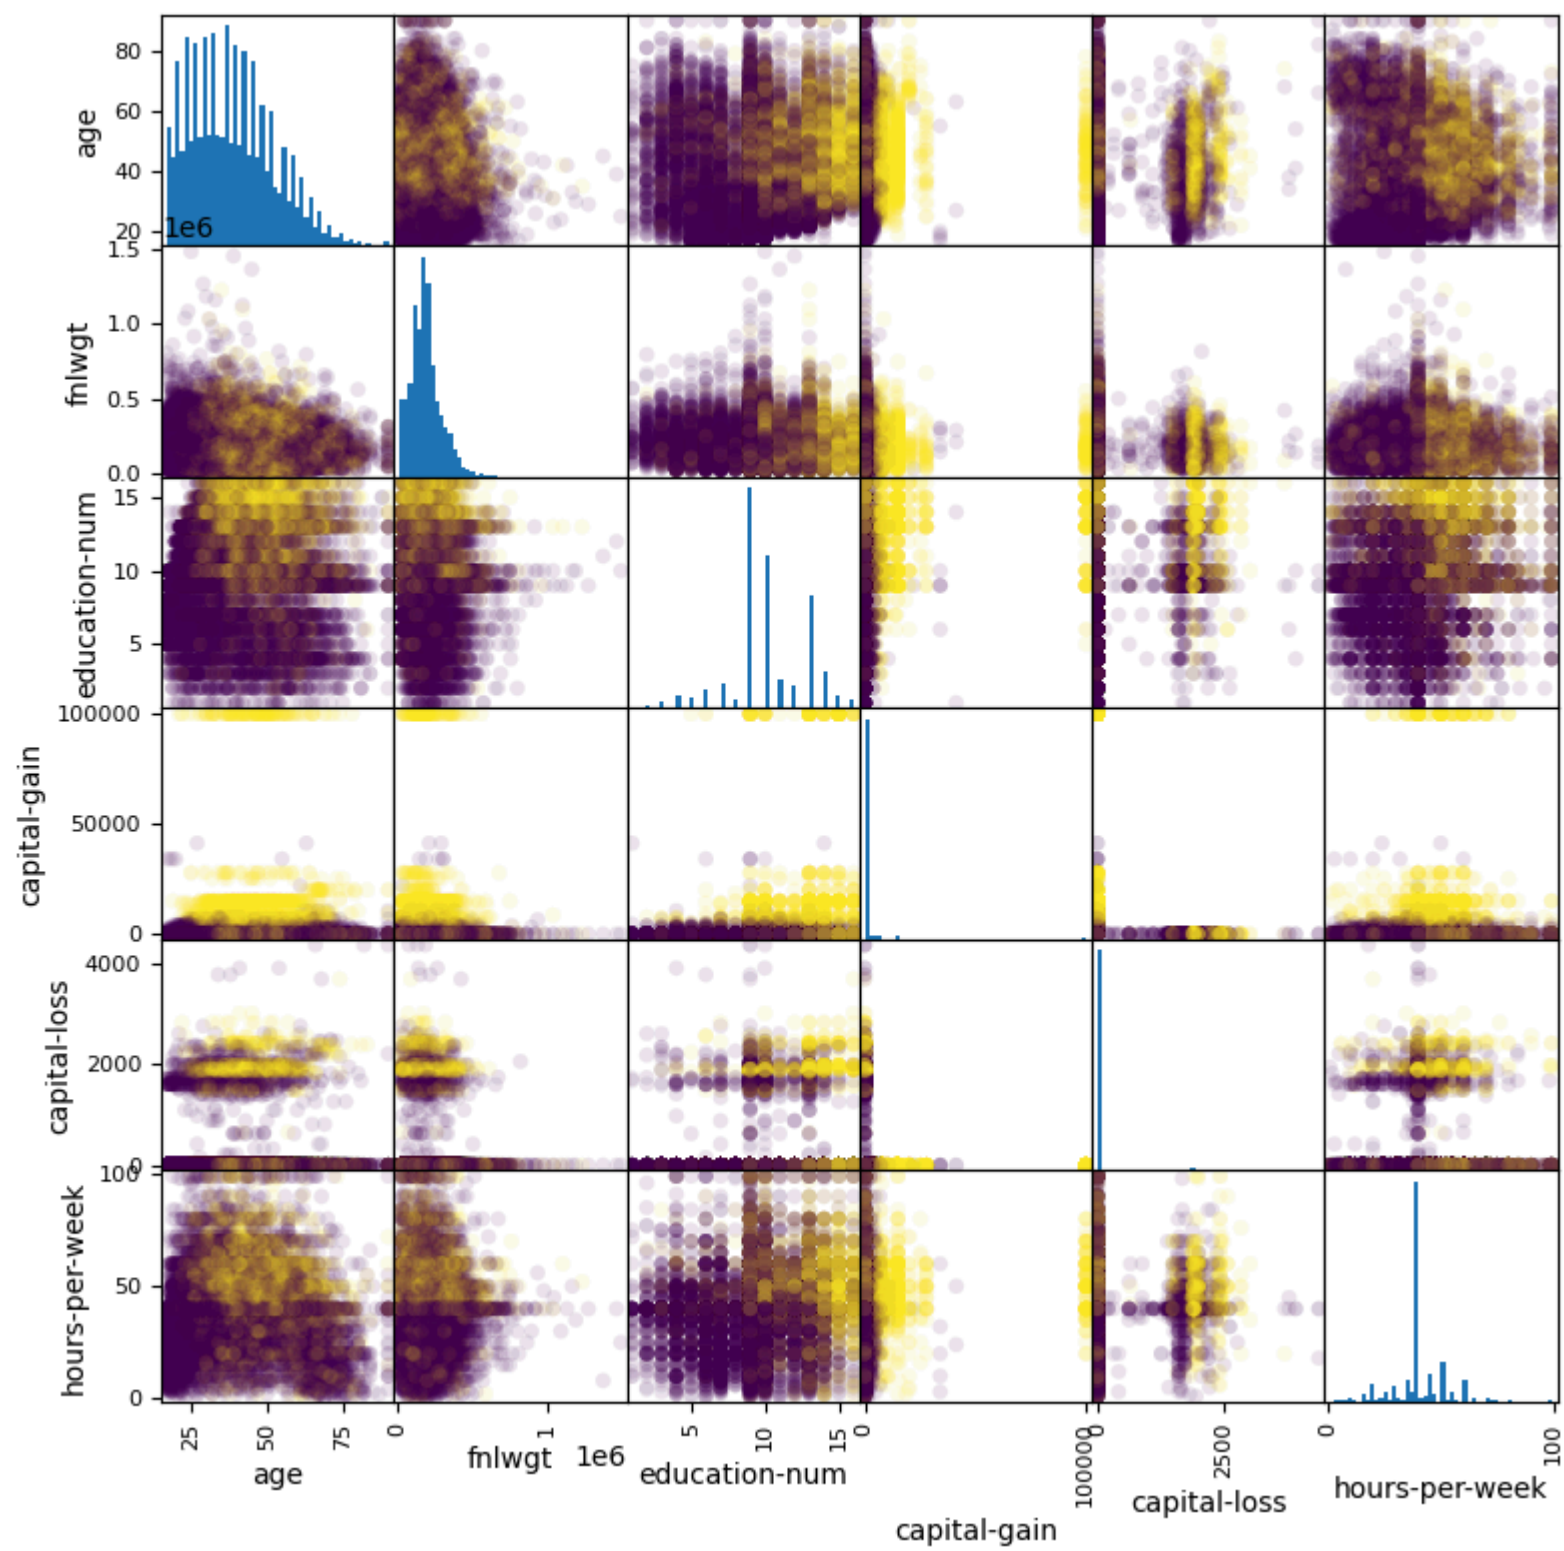 80
60
age
40
20
1e6
1.5
1.0
fnlwgt
0.5
0.0
15
10
education-num
5
100000
50000
capital-gain
0
4000
2000
capital-loss
0
100
50
hours-per-week
0
25 50 75 0 1 5 10 15 0 100000 0 2500 0 100
age fnlwgt 1e6 education-num capital-gain capital-loss hours-per-week